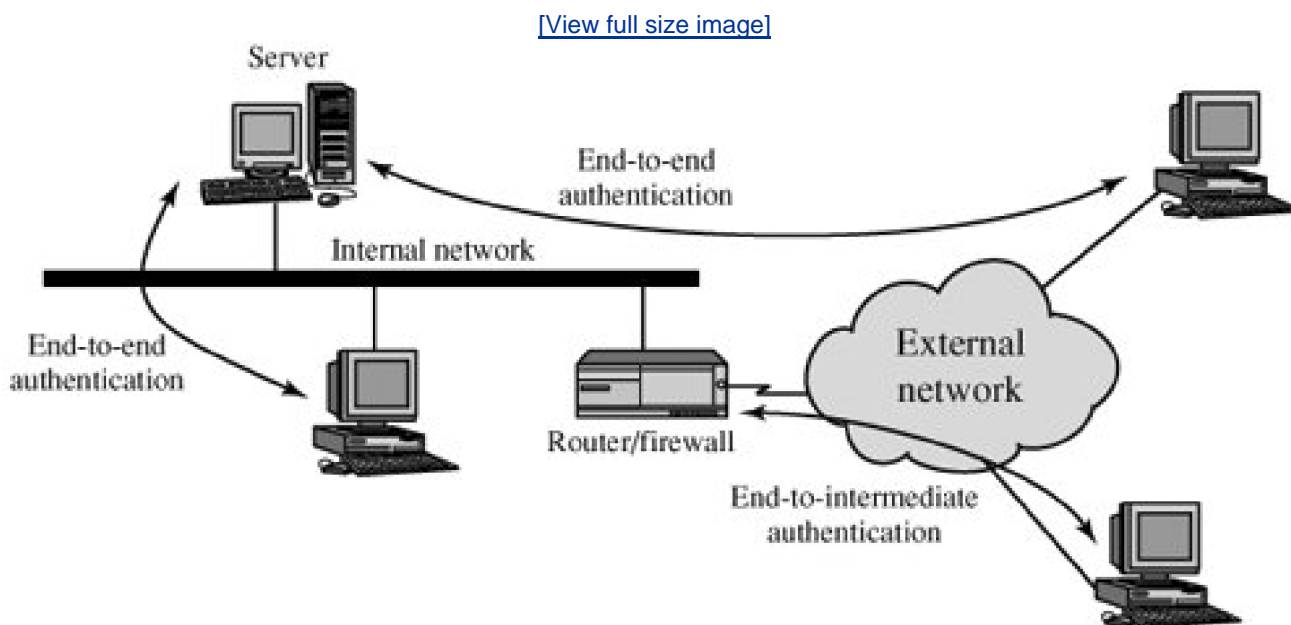 [View full size image]
Server
End-to-end
authentication
Internal network
End-to-end
authentication
External
network
Router/firewall
End-to-intermediate
authentication